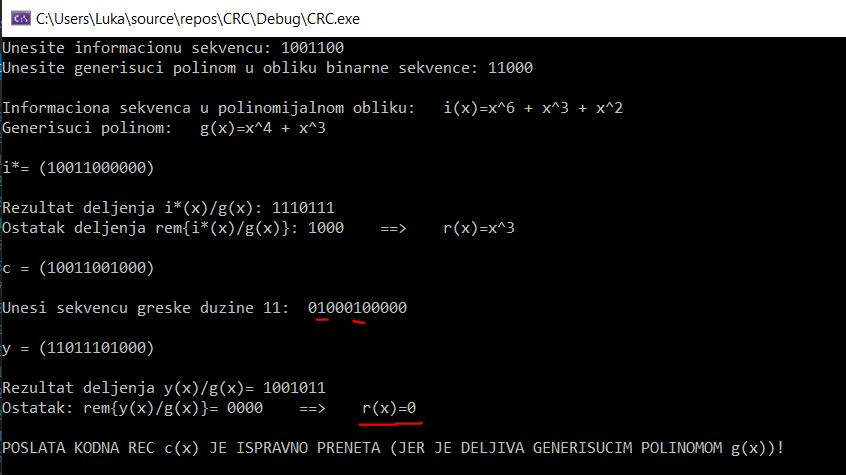 C:\Users\Luka\source\repos\CRC\Debug\CRC.exe
Unesite informacionu sekvencu: 1001100
Unesite generisuci polinom u obliku binarne sekvence: 11000
Informaciona sekvenca u polinomijalnom obliku:   i(x)=x^6 + x^3 + x^2
Generisuci polinom:   g(x)=x^4 + x^3
i*= (10011000000)
Rezultat deljenja i*(x)/g(x): 1110111
Ostatak deljenja rem{i*(x)/g(x)}: 1000    ==>    r(x)=x^3
c = (10011001000)
Unesi sekvencu greske duzine 11:  01000100000
y = (11011101000)
Rezultat deljenja y(x)/g(x)= 1001011
Ostatak: rem{y(x)/g(x)}= 0000    ==>    r(x)=0
POSLATA KODNA REC c(x) JE ISPRAVNO PRENETA (JER JE DELJIVA GENERISUCIM POLINOMOM g(x))!